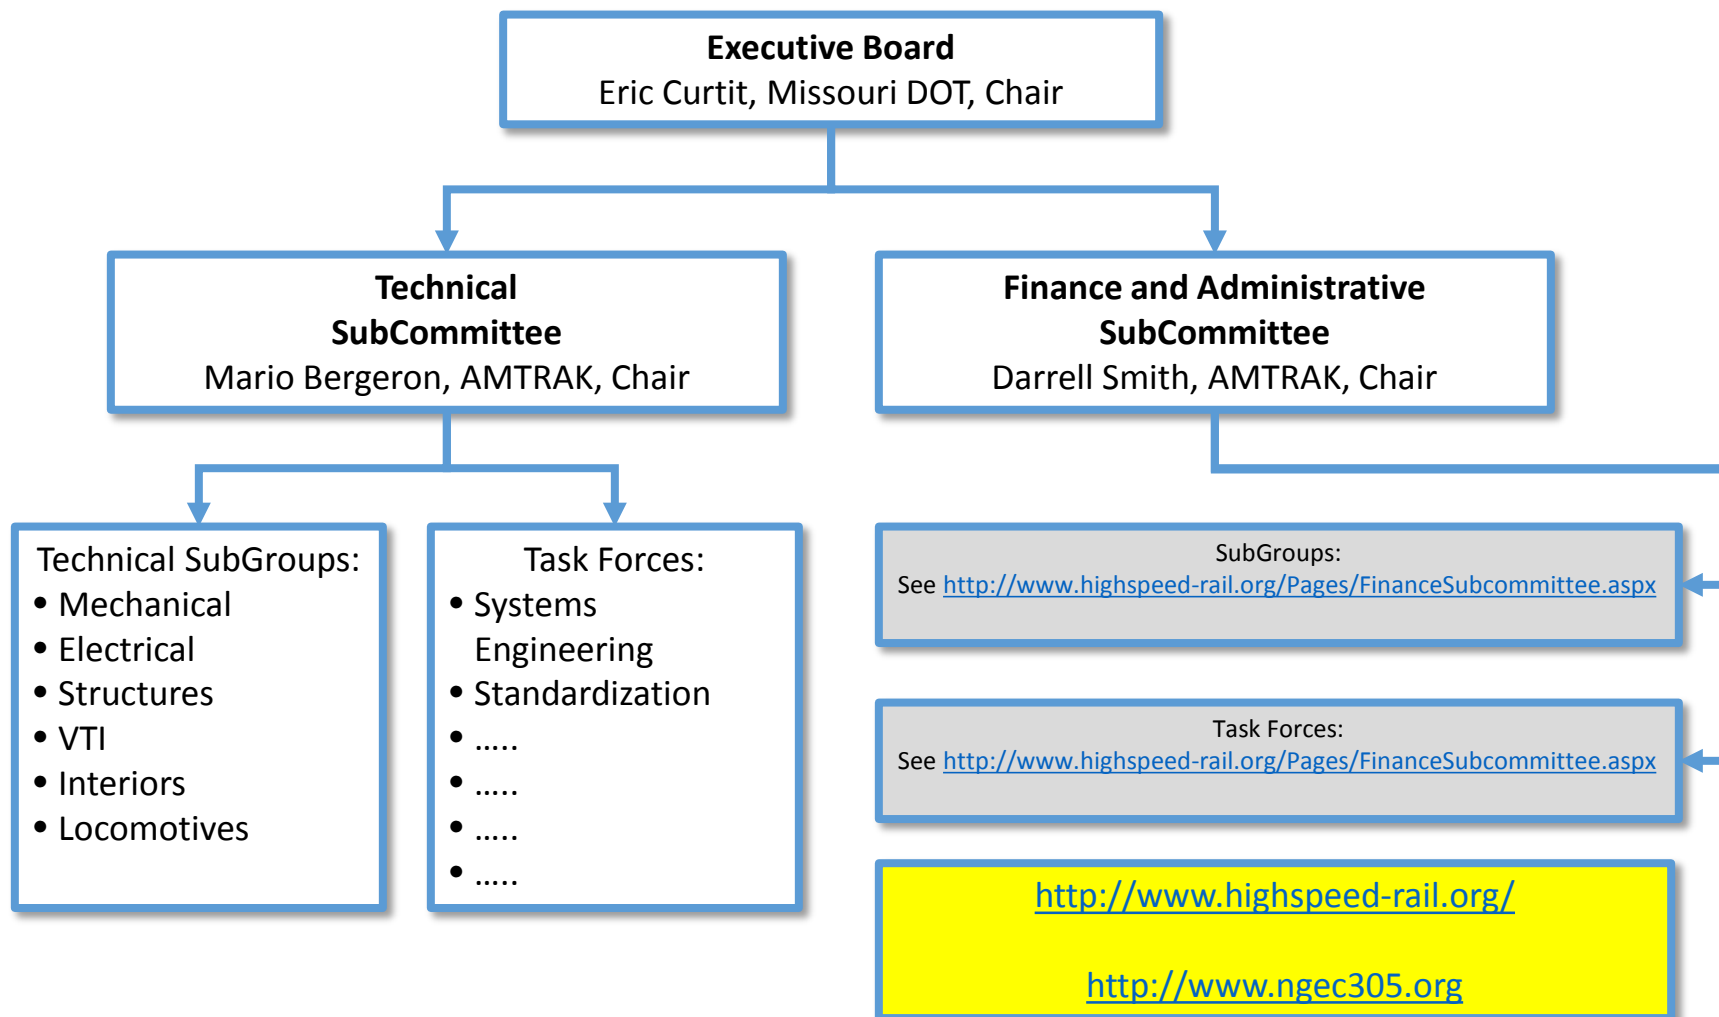 Executive Board
Eric Curtit, Missouri DOT, Chair
Technical
SubCommittee
Mario Bergeron, AMTRAK, Chair
Finance and Administrative
SubCommittee
Darrell Smith, AMTRAK, Chair
Technical SubGroups:
• Mechanical
• Electrical
• Structures
• VTI
• Interiors
• Locomotives
Task Forces:
• Systems
Engineering
• Standardization
• .....
• .....
• .....
• .....
SubGroups:
See http://www.highspeed-rail.org/Pages/FinanceSubcommittee.aspx
Task Forces:
See http://www.highspeed-rail.org/Pages/FinanceSubcommittee.aspx
http://www.highspeed-rail.org/
http://www.ngec305.org